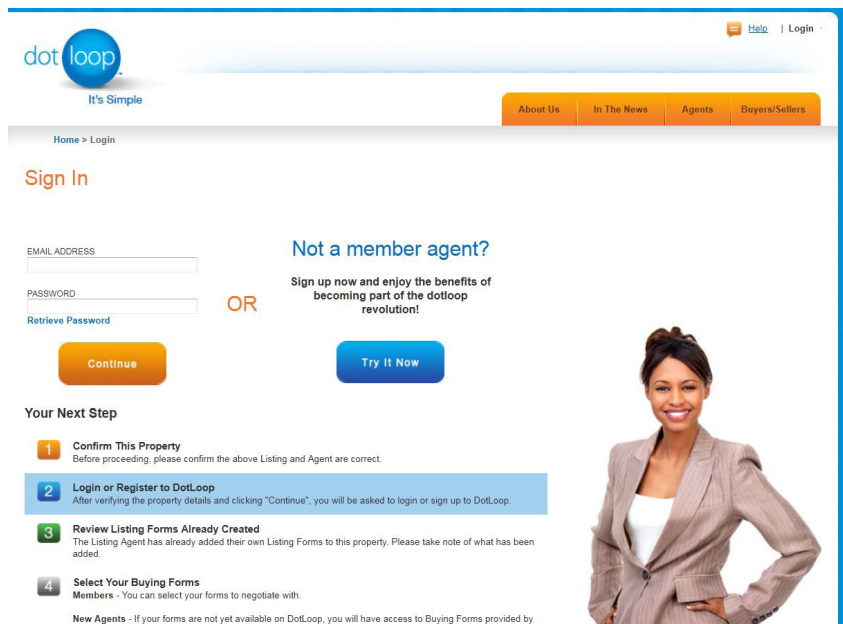 Help | Login
dot loop
It's Simple
About Us In The News Agents Buyers/Sellers
Home > Login
Sign In
EMAIL ADDRESS
PASSWORD
Retrieve Password
Continue
OR
Not a member agent?
Sign up now and enjoy the benefits of
becoming part of the dotloop
revolution!
Try It Now
Your Next Step
1 Confirm This Property
Before proceeding, please confirm the above Listing and Agent are correct.
2 Login or Register to DotLoop
After verifying the property details and clicking "Continue", you will be asked to login or sign up to DotLoop.
3 Review Listing Forms Already Created
The Listing Agent has already added their own Listing Forms to this property. Please take note of what has been
added.
4 Select Your Buying Forms
Members - You can select your forms to negotiate with.
New Agents - If your forms are not yet available on DotLoop, you will have access to Buying Forms provided by